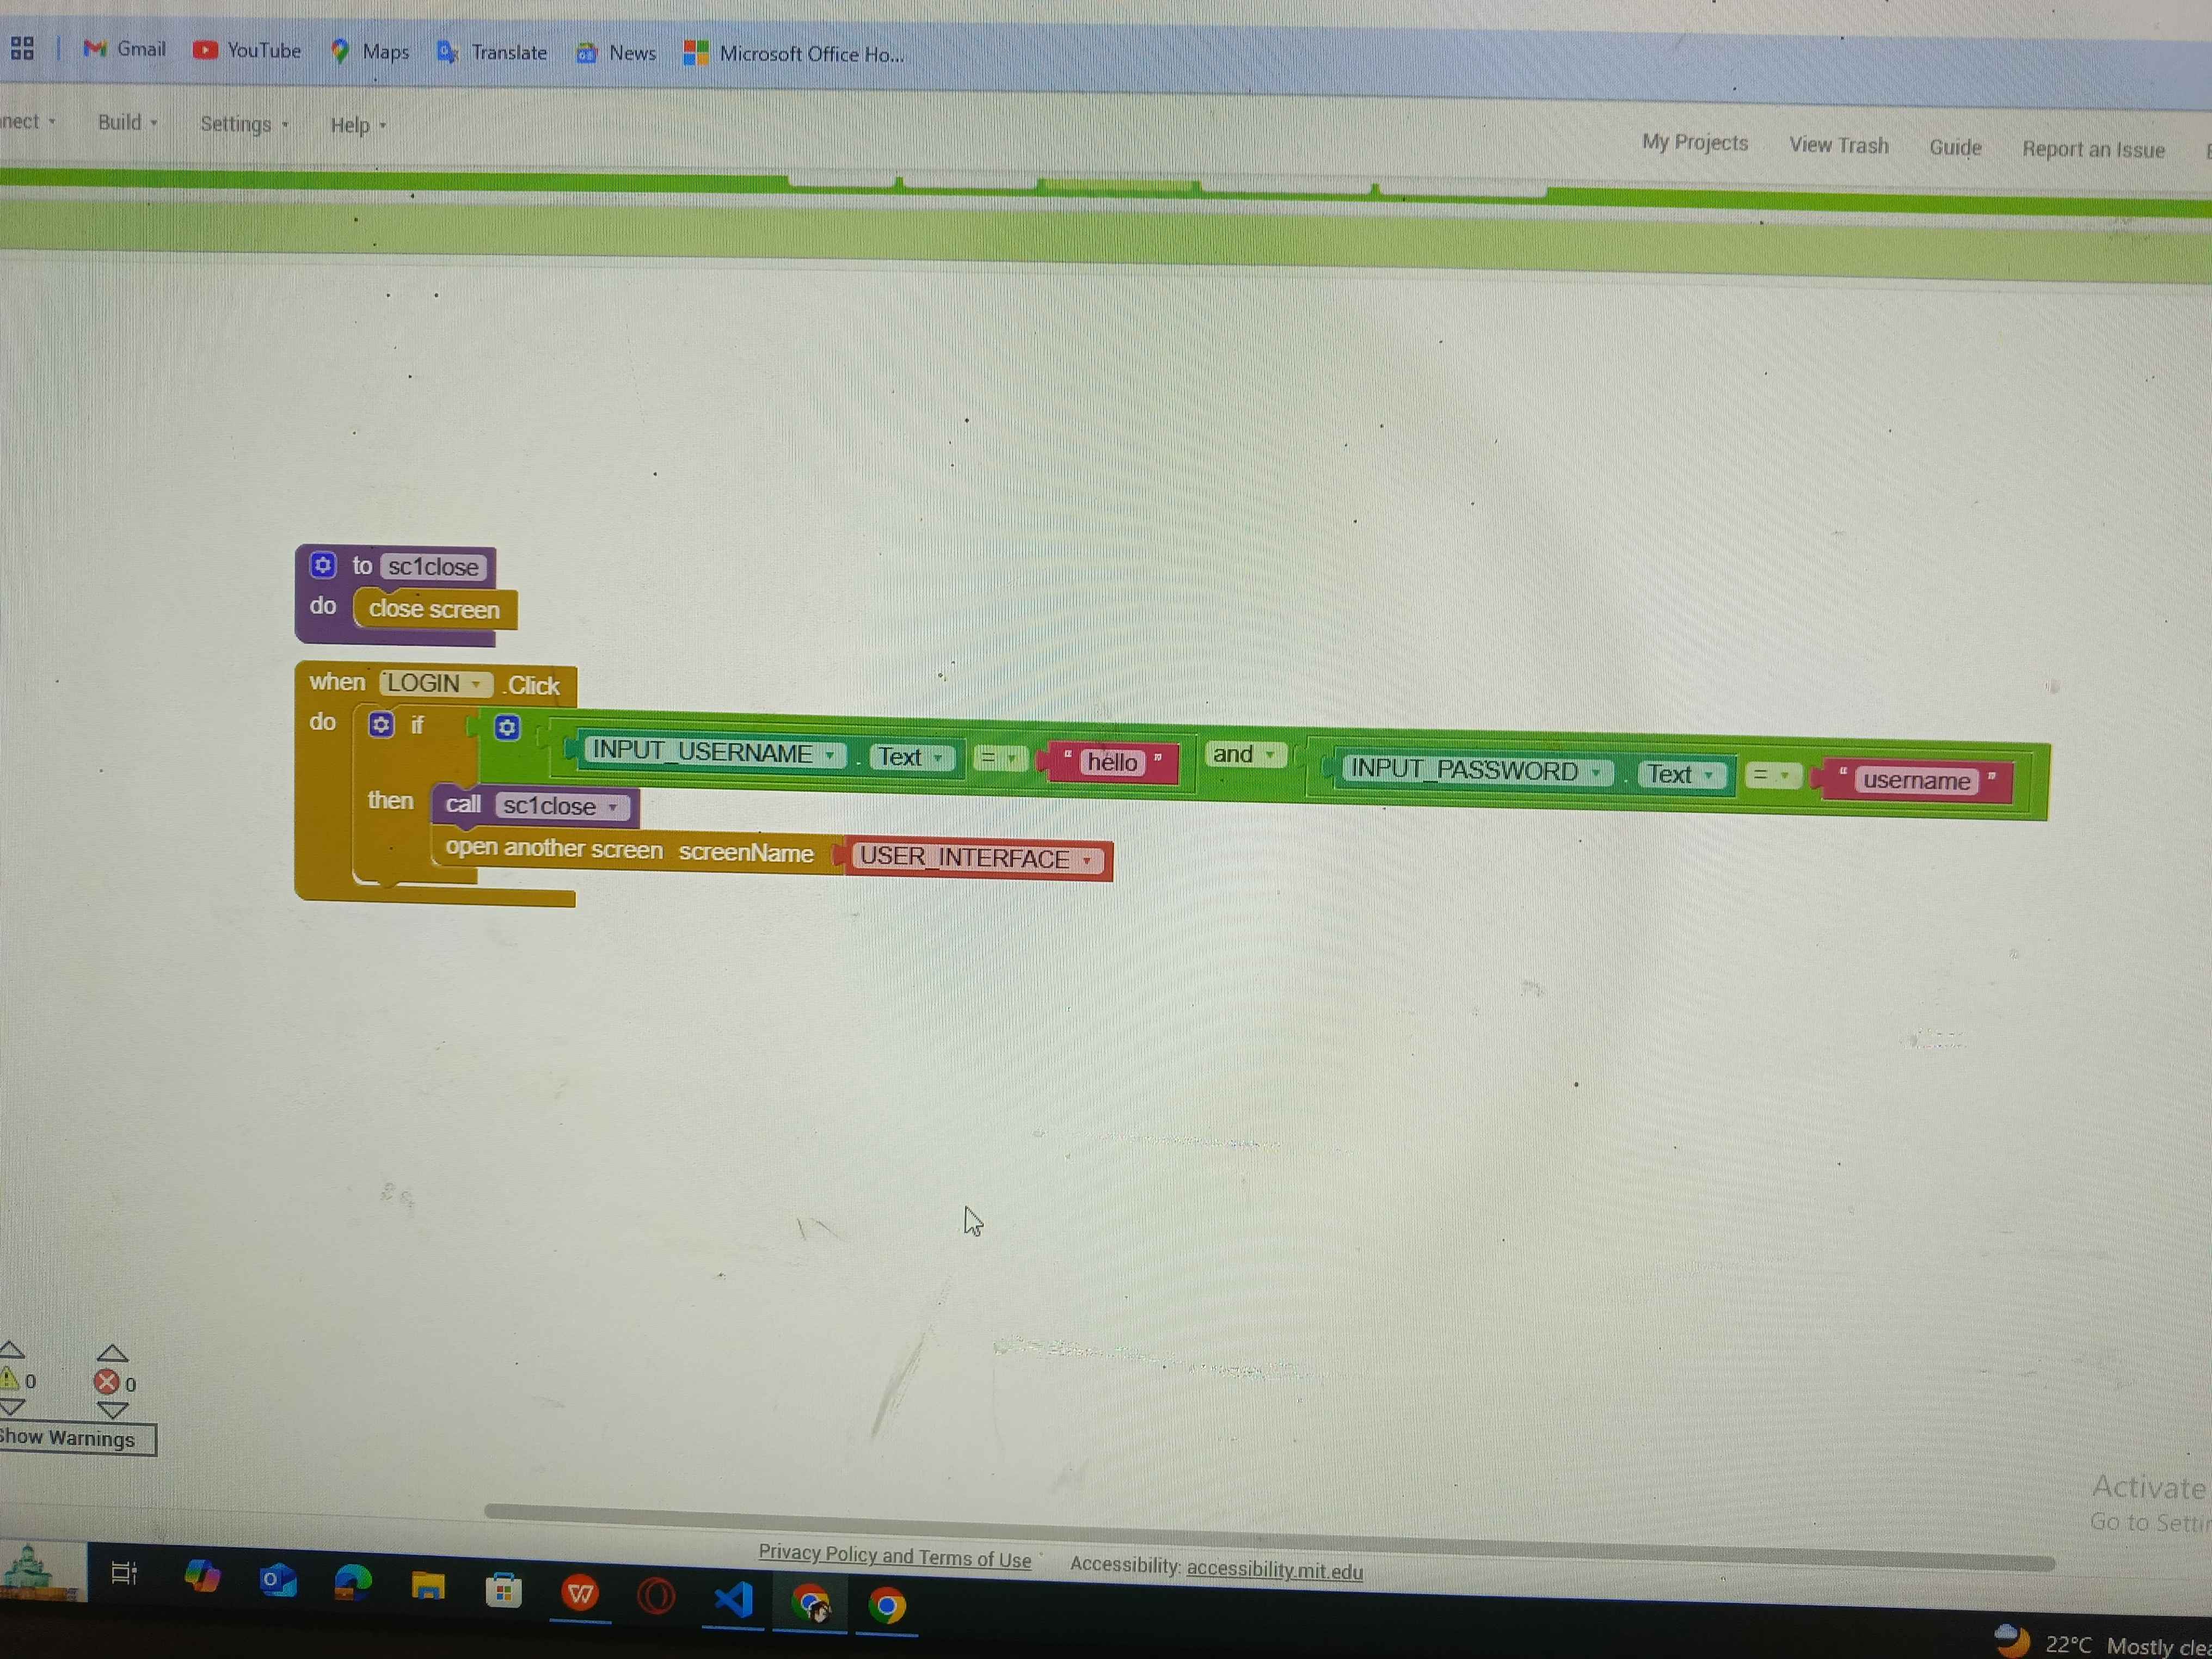 Gmail YouTube Maps Translate News Microsoft Office Ho...
nnect Build Settings Help My Projects View Trash Guide Report an Issue
to sc1close
do close screen
when LOGIN .Click
do if INPUT_USERNAME . Text = " hello " and INPUT_PASSWORD . Text = " username "
then call sc1close
open another screen screenName USER_INTERFACE
0 0
Show Warnings
Activate
Go to Settin
Privacy Policy and Terms of Use Accessibility: accessibility.mit.edu
22°C Mostly clea